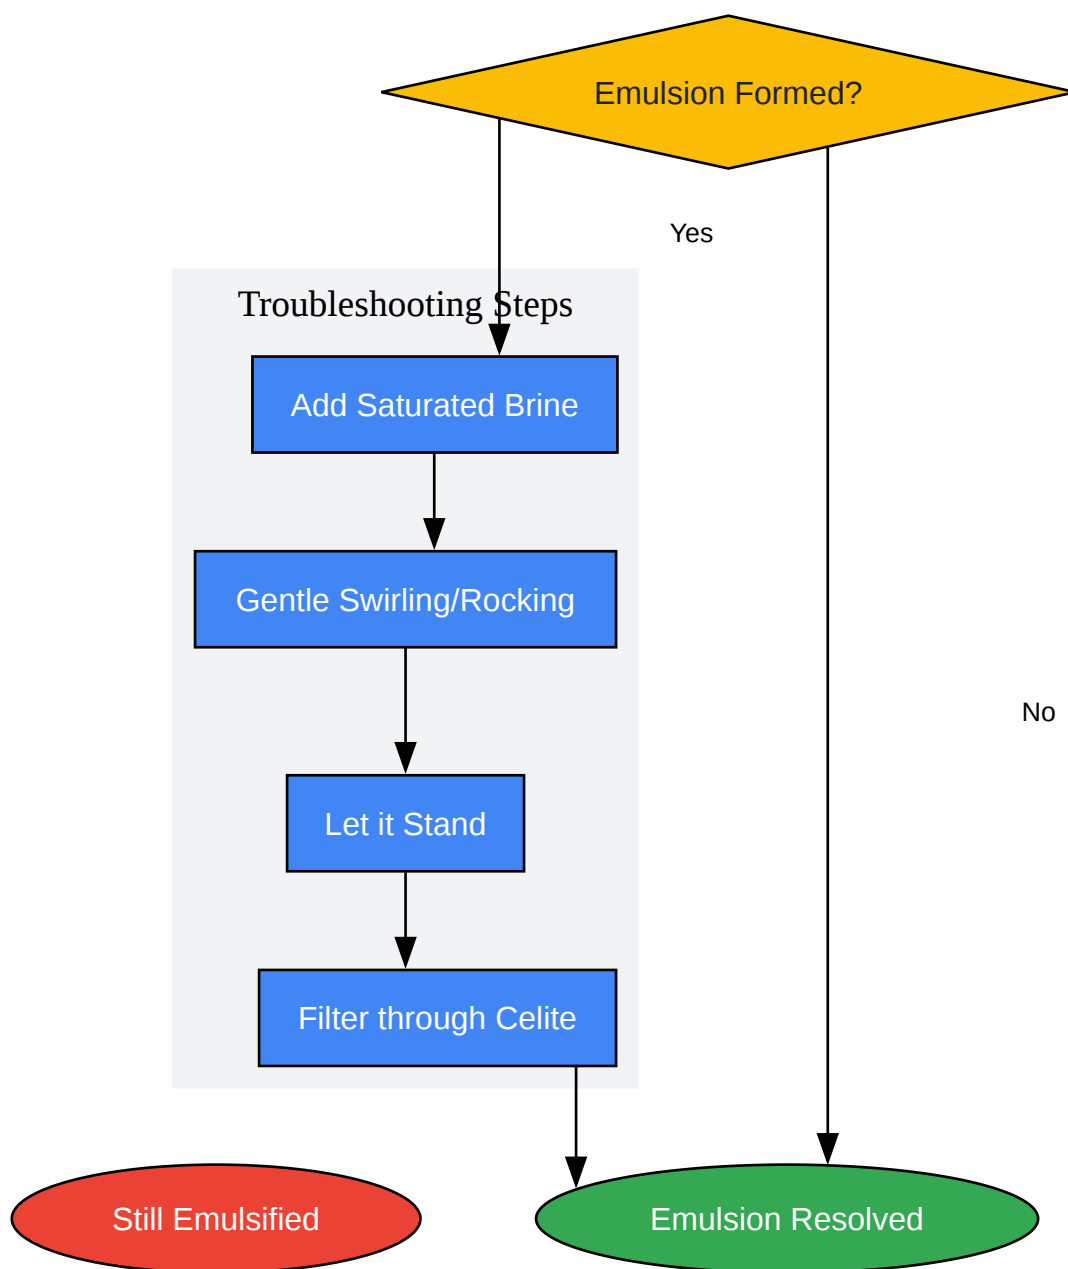 Emulsion Formed?
Yes
Troubleshooting Steps
Add Saturated Brine
Gentle Swirling/Rocking
No
Let it Stand
Filter through Celite
Still Emulsified
Emulsion Resolved